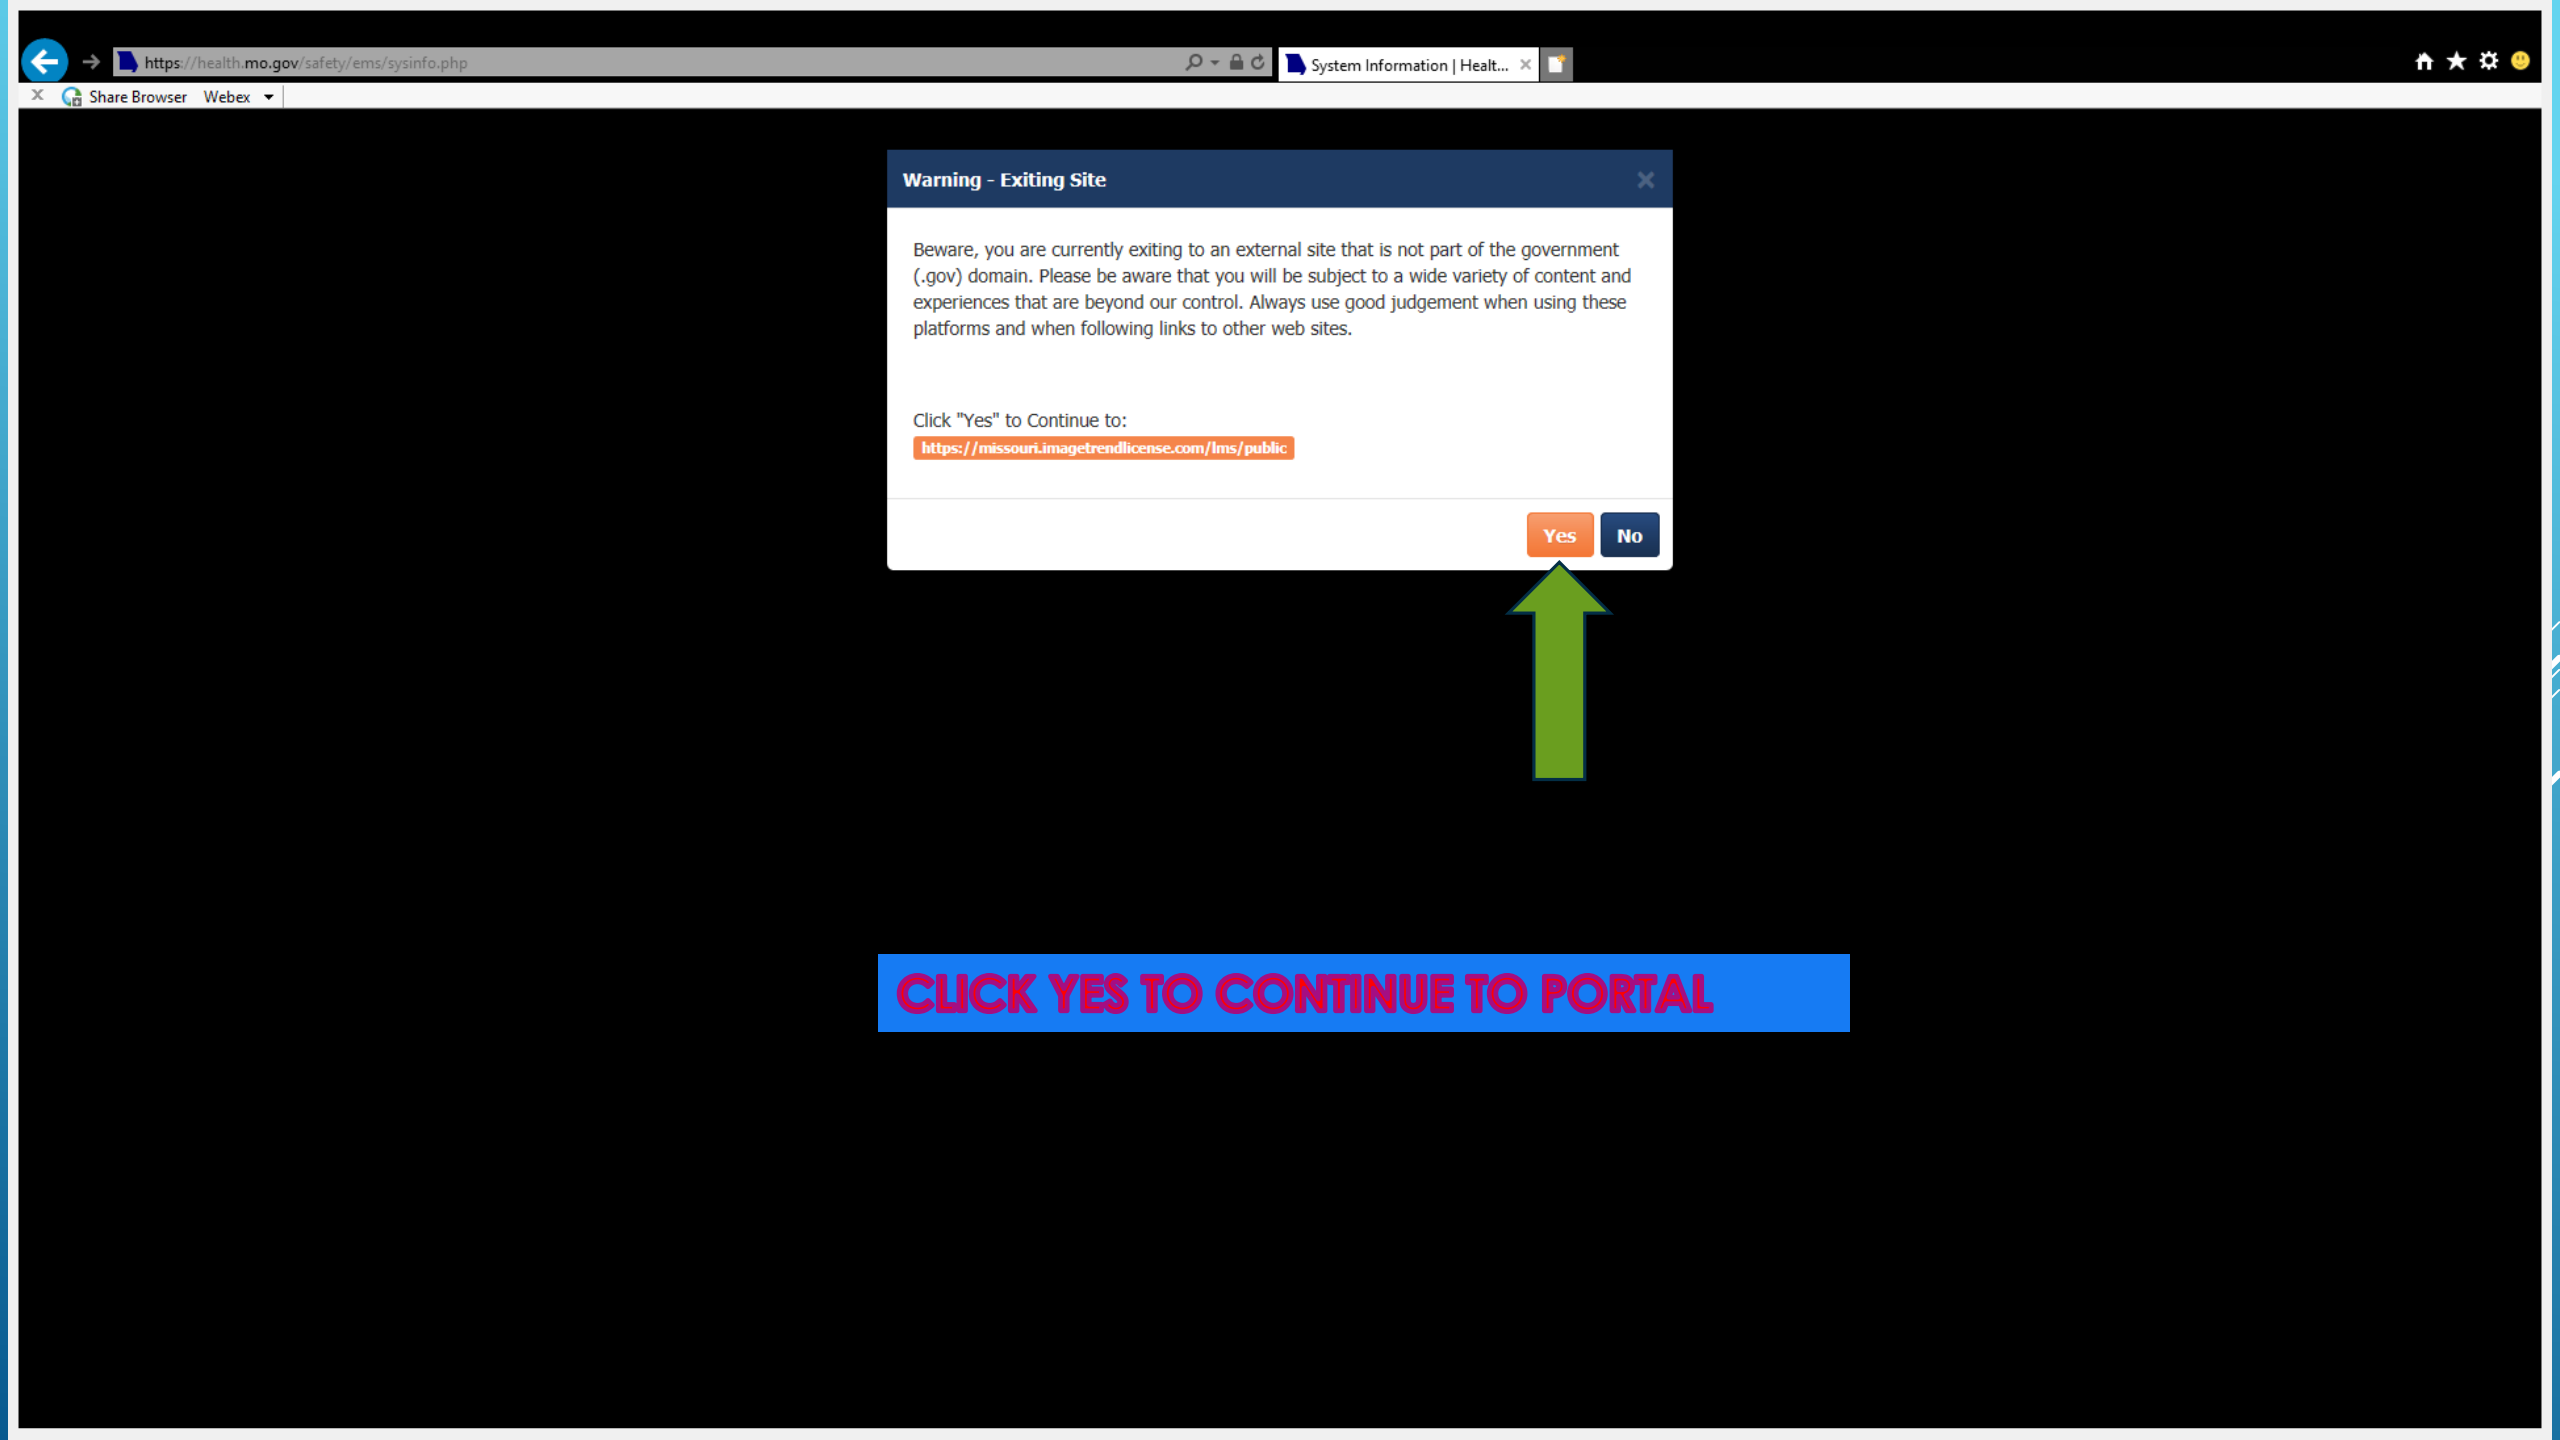 https://health.mo.gov/safety/ems/sysinfo.php
System Information | Healt...
Share Browser Webex
Warning - Exiting Site
Beware, you are currently exiting to an external site that is not part of the government
(.gov) domain. Please be aware that you will be subject to a wide variety of content and
experiences that are beyond our control. Always use good judgement when using these
platforms and when following links to other web sites.
Click "Yes" to Continue to:
https://missouri.imagetrendlicense.com/lms/public
Yes No
CLICK YES TO CONTINUE TO PORTAL